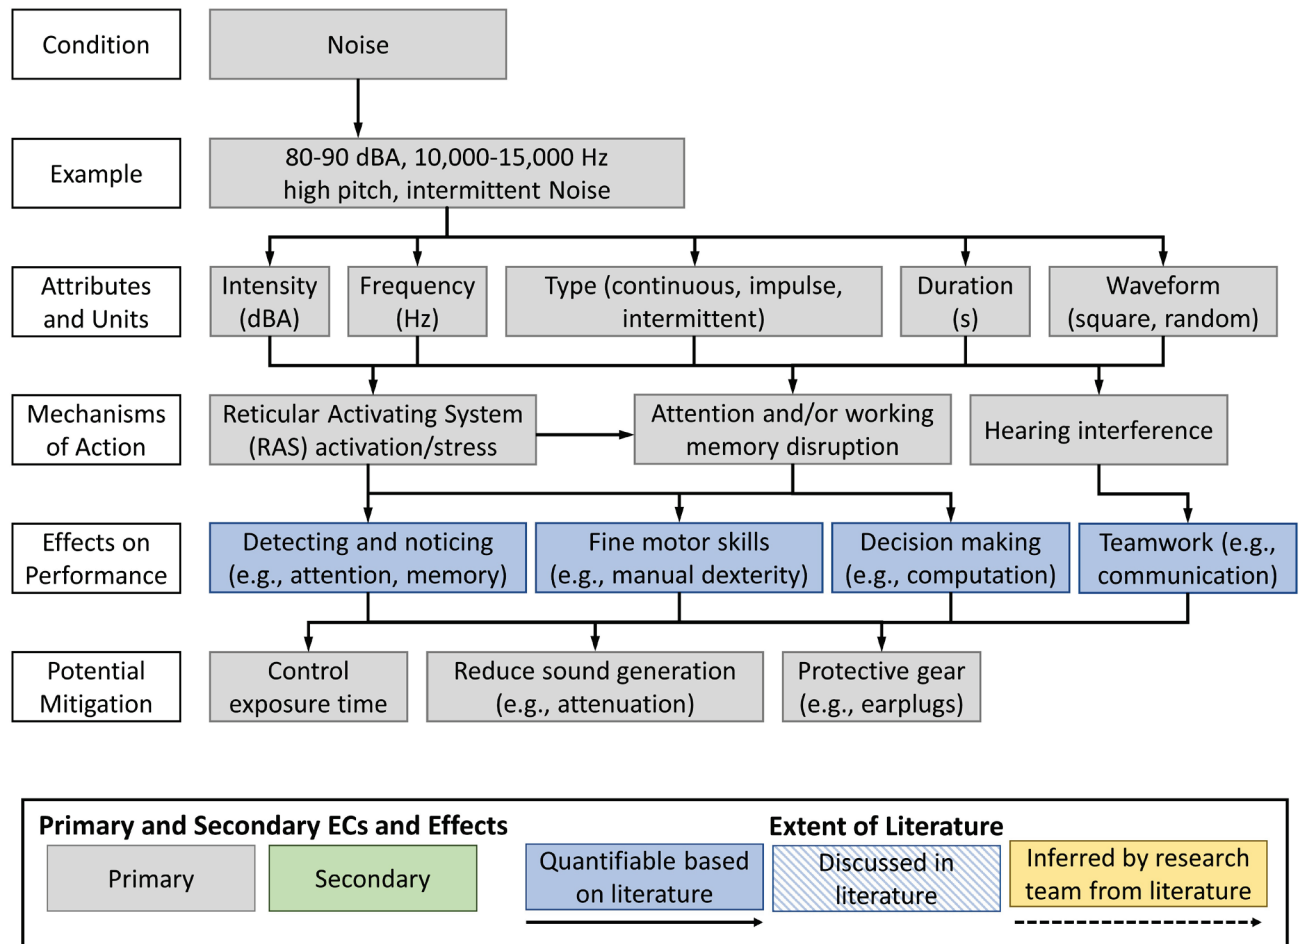 Condition
Noise
Example
80-90 dBA, 10,000-15,000 Hz
high pitch, intermittent Noise
Attributes
and Units
Intensity
(dBA)
Frequency
(Hz)
Type (continuous, impulse,
intermittent)
Duration
(s)
Waveform
(square, random)
Mechanisms
of Action
Reticular Activating System
(RAS) activation/stress
Attention and/or working
memory disruption
Hearing interference
Effects on
Performance
Detecting and noticing
(e.g., attention, memory)
Fine motor skills
(e.g., manual dexterity)
Decision making
(e.g., computation)
Teamwork (e.g.,
communication)
Potential
Mitigation
Control
exposure time
Reduce sound generation
(e.g., attenuation)
Protective gear
(e.g., earplugs)
Primary and Secondary ECs and Effects
Primary
Secondary
Extent of Literature
Quantifiable based
on literature
Discussed in
literature
Inferred by research
team from literature